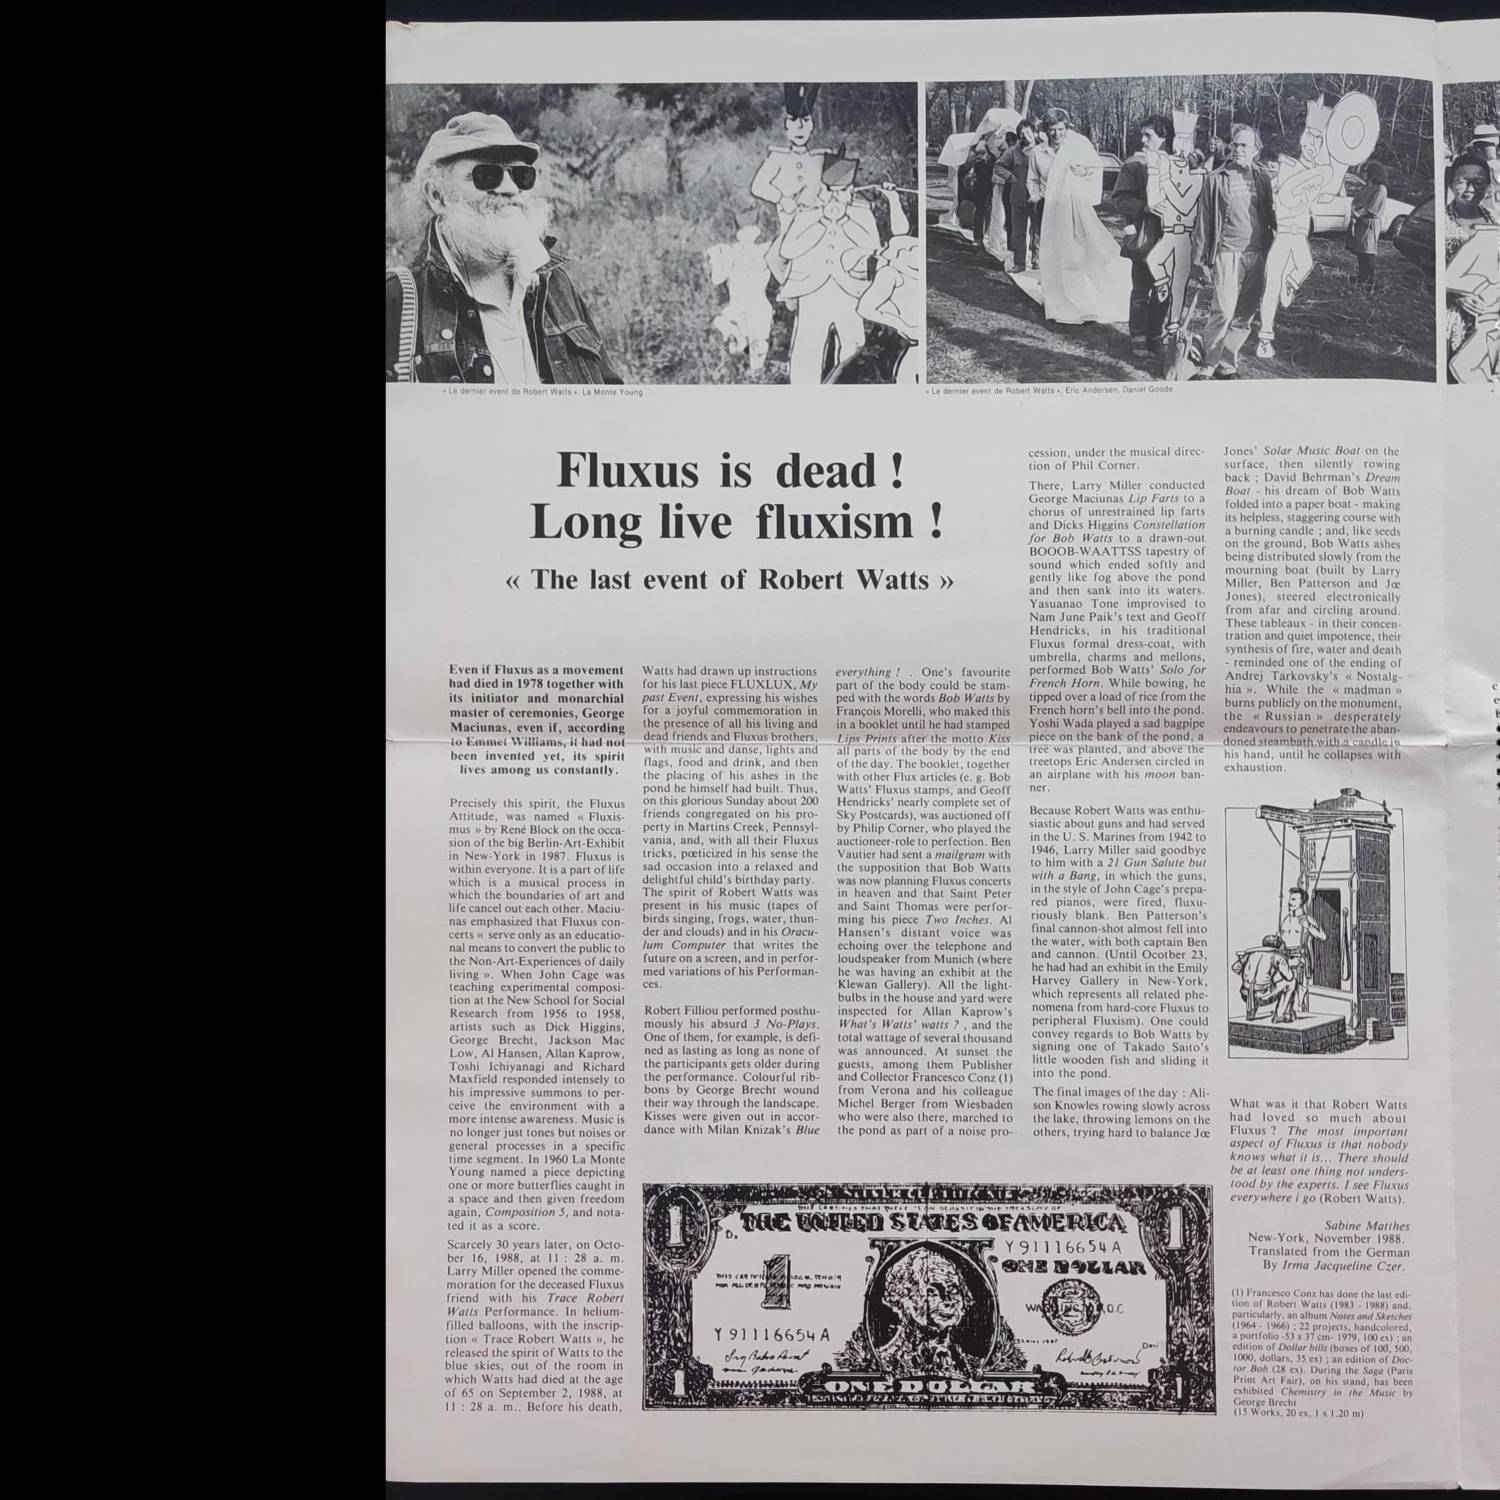 « Le dernier event de Robert Watts », La Monte Young
« Le dernier event de Robert Watts », Eric Andersen, Daniel Goode
Fluxus is dead !
Long live fluxism !
« The last event of Robert Watts »
Even if Fluxus as a movement
had died in 1978 together with
its initiator and monarchial
master of ceremonies, George
Maciunas, even if, according
to Emmet Williams, it had not
been invented yet, its spirit
lives among us constantly.
Precisely this spirit, the Fluxus
Attitude, was named « Fluxis-
mus » by René Block on the occa-
sion of the big Berlin-Art-Exhibit
in New-York in 1987. Fluxus is
within everyone. It is a part of life
which is a musical process in
which the boundaries of art and
life cancel out each other. Maciu-
nas emphasized that Fluxus con-
certs « serve only as an educatio-
nal means to convert the public to
the Non-Art-Experiences of daily
living ». When John Cage was
teaching experimental composi-
tion at the New School for Social
Research from 1956 to 1958,
artists such as Dick Higgins,
George Brecht, Jackson Mac
Low, Al Hansen, Allan Kaprow,
Toshi Ichiyanagi and Richard
Maxfield responded intensely to
his impressive summons to per-
ceive the environment with a
more intense awareness. Music is
no longer just tones but noises or
general processes in a specific
time segment. In 1960 La Monte
Young named a piece depicting
one or more butterflies caught in
a space and then given freedom
again, Composition 5, and nota-
ted it as a score.
Scarcely 30 years later, on Octo-
ber 16, 1988, at 11 : 28 a. m.
Larry Miller opened the comme-
moration for the deceased Fluxus
friend with his Trace Robert
Watts Performance. In helium-
filled balloons, with the inscrip-
tion « Trace Robert Watts », he
released the spirit of Watts to the
blue skies, out of the room in
which Watts had died at the age
of 65 on September 2, 1988, at
11 : 28 a. m.. Before his death,
Watts had drawn up instructions
for his last piece FLUXLUX, My
past Event, expressing his wishes
for a joyful commemoration in
the presence of all his living and
dead friends and Fluxus brothers,
with music and danse, lights and
flags, food and drink, and then
the placing of his ashes in the
pond he himself had built. Thus,
on this glorious Sunday about 200
friends congregated on his pro-
perty in Martins Creek, Pennsyl-
vania, and, with all their Fluxus
tricks, pœticized in his sense the
sad occasion into a relaxed and
delightful child's birthday party.
The spirit of Robert Watts was
present in his music (tapes of
birds singing, frogs, water, thun-
der and clouds) and in his Oracu-
lum Computer that writes the
future on a screen, and in perfor-
med variations of his Performan-
ces.
Robert Filliou performed posthu-
mously his absurd 3 No-Plays.
One of them, for example, is defi-
ned as lasting as long as none of
the participants gets older during
the performance. Colourful rib-
bons by George Brecht wound
their way through the landscape.
Kisses were given out in accor-
dance with Milan Knizak's Blue
everything ! . One's favourite
part of the body could be stam-
ped with the words Bob Watts by
François Morelli, who maked this
in a booklet until he had stamped
Lips Prints after the motto Kiss
all parts of the body by the end
of the day. The booklet, together
with other Flux articles (e. g. Bob
Watts' Fluxus stamps, and Geoff
Hendricks' nearly complete set of
Sky Postcards), was auctioned off
by Philip Corner, who played the
auctioneer-role to perfection. Ben
Vautier had sent a mailgram with
the supposition that Bob Watts
was now planning Fluxus concerts
in heaven and that Saint Peter
and Saint Thomas were perfor-
ming his piece Two Inches. Al
Hansen's distant voice was
echoing over the telephone and
loudspeaker from Munich (where
he was having an exhibit at the
Klewan Gallery). All the light-
bulbs in the house and yard were
inspected for Allan Kaprow's
What's Watts' watts ? , and the
total wattage of several thousand
was announced. At sunset the
guests, among them Publisher
and Collector Francesco Conz (1)
from Verona and his colleague
Michel Berger from Wiesbaden
who were also there, marched to
the pond as part of a noise pro-
cession, under the musical direc-
tion of Phil Corner.
There, Larry Miller conducted
George Maciunas Lip Farts to a
chorus of unrestrained lip farts
and Dicks Higgins Constellation
for Bob Watts to a drawn-out
BOOOB-WAATTSS tapestry of
sound which ended softly and
gently like fog above the pond
and then sank into its waters.
Yasuanao Tone improvised to
Nam June Paik's text and Geoff
Hendricks, in his traditional
Fluxus formal dress-coat, with
umbrella, charms and mellons,
performed Bob Watts' Solo for
French Horn. While bowing, he
tipped over a load of rice from the
French horn's bell into the pond.
Yoshi Wada played a sad bagpipe
piece on the bank of the pond, a
tree was planted, and above the
treetops Eric Andersen circled in
an airplane with his moon ban-
ner.
Because Robert Watts was enthu-
siastic about guns and had served
in the U. S. Marines from 1942 to
1946, Larry Miller said goodbye
to him with a 21 Gun Salute but
with a Bang, in which the guns,
in the style of John Cage's prepa-
red pianos, were fired, fluxu-
riously blank. Ben Patterson's
final cannon-shot almost fell into
the water, with both captain Ben
and cannon. (Until Ocotber 23,
he had had an exhibit in the Emily
Harvey Gallery in New-York,
which represents all related phe-
nomena from hard-core Fluxus to
peripheral Fluxism). One could
convey regards to Bob Watts by
signing one of Takado Saito's
little wooden fish and sliding it
into the pond.
The final images of the day : Ali-
son Knowles rowing slowly across
the lake, throwing lemons on the
others, trying hard to balance Jœ
Jones' Solar Music Boat on the
surface, then silently rowing
back ; David Behrman's Dream
Boat - his dream of Bob Watts
folded into a paper boat - making
its helpless, staggering course with
a burning candle ; and, like seeds
on the ground, Bob Watts ashes
being distributed slowly from the
mourning boat (built by Larry
Miller, Ben Patterson and Jœ
Jones), steered electronically
from afar and circling around.
These tableaux - in their concen-
tration and quiet impotence, their
synthesis of fire, water and death
- reminded one of the ending of
Andrej Tarkovsky's « Nostalg-
hia ». While the « madman »
burns publicly on the monument,
the « Russian » desperately
endeavours to penetrate the aban-
doned steambath with a candle in
his hand, until he collapses with
exhaustion.
What was it that Robert Watts
had loved so much about
Fluxus ? The most important
aspect of Fluxus is that nobody
knows what it is... There should
be at least one thing not unders-
tood by the experts. I see Fluxus
everywhere i go (Robert Watts).
Sabine Matthes
New-York, November 1988.
Translated from the German
By Irma Jacqueline Czer.
(1) Francesco Conz has done the last edi-
tion of Robert Watts (1983 - 1988) and,
particularly, an album Notes and Sketches
(1964 - 1966) ; 22 projects, handcolored,
a portfolio -53 x 37 cm- 1979, 100 ex) ; an
edition of Dollar bills (boxes of 100, 500,
1000, dollars, 35 ex) ; an edition of Doc-
tor Bob (28 ex). During the Saga (Paris
Print Art Fair), on his stand, has been
exhibited Chemistry in the Music by
George Brecht
(15 Works, 20 ex, 1 x 1.20 m)
THE UNITED STATES OF AMERICA
Y 91116654 A
ONE DOLLAR
1
Y 91116654 A
ONE DOLLAR